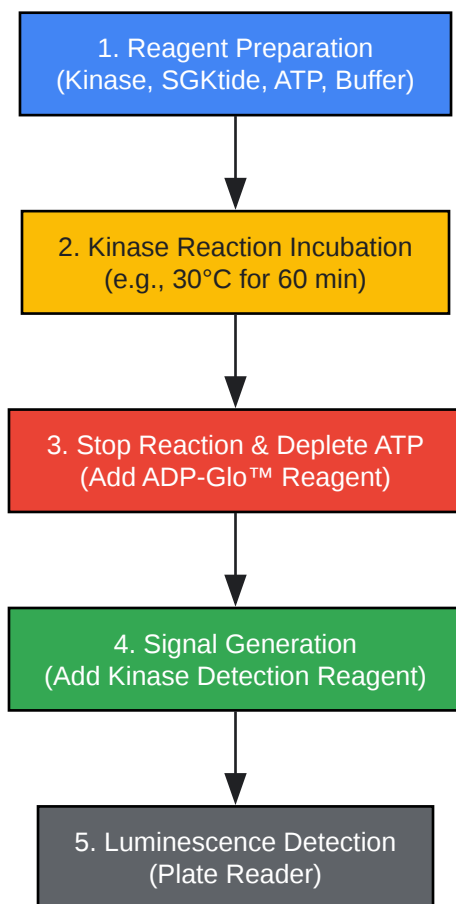 1. Reagent Preparation
(Kinase, SGKtide, ATP, Buffer)
2. Kinase Reaction Incubation
(e.g., 30°C for 60 min)
3. Stop Reaction & Deplete ATP
(Add ADP-Glo™ Reagent)
4. Signal Generation
(Add Kinase Detection Reagent)
5. Luminescence Detection
(Plate Reader)